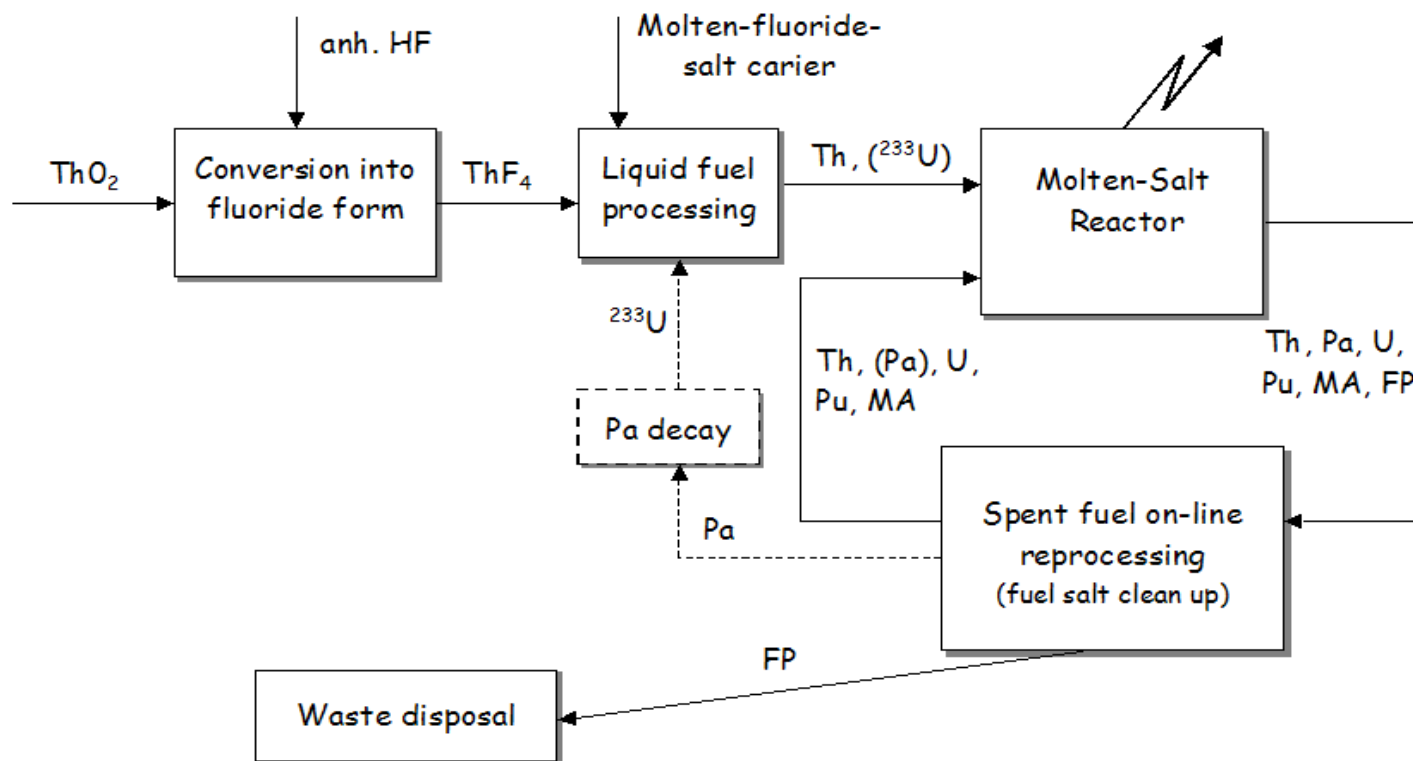 anh. HF
Molten-fluoride-
salt carier
ThO₂
Conversion into
fluoride form
ThF₄
Liquid fuel
processing
Th, (²³³U)
Molten-Salt
Reactor
²³³U
Th, (Pa), U,
Pu, MA
Th, Pa, U,
Pu, MA, FP
Pa decay
Pa
Spent fuel on-line
reprocessing
(fuel salt clean up)
FP
Waste disposal